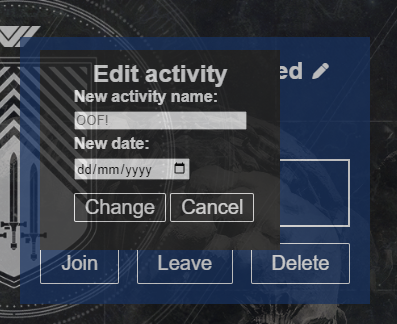 Edit activity
ed
New activity name:
OOF!
New date:
dd/mm/yyyy
Change Cancel
Join Leave Delete